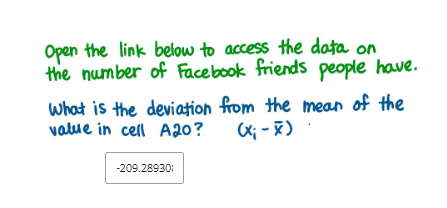 Open the link below to access the data on
the number of Facebook friends people have.
What is the deviation from the mean of the
value in cell A20? (xᵢ - x̄)
-209.28930